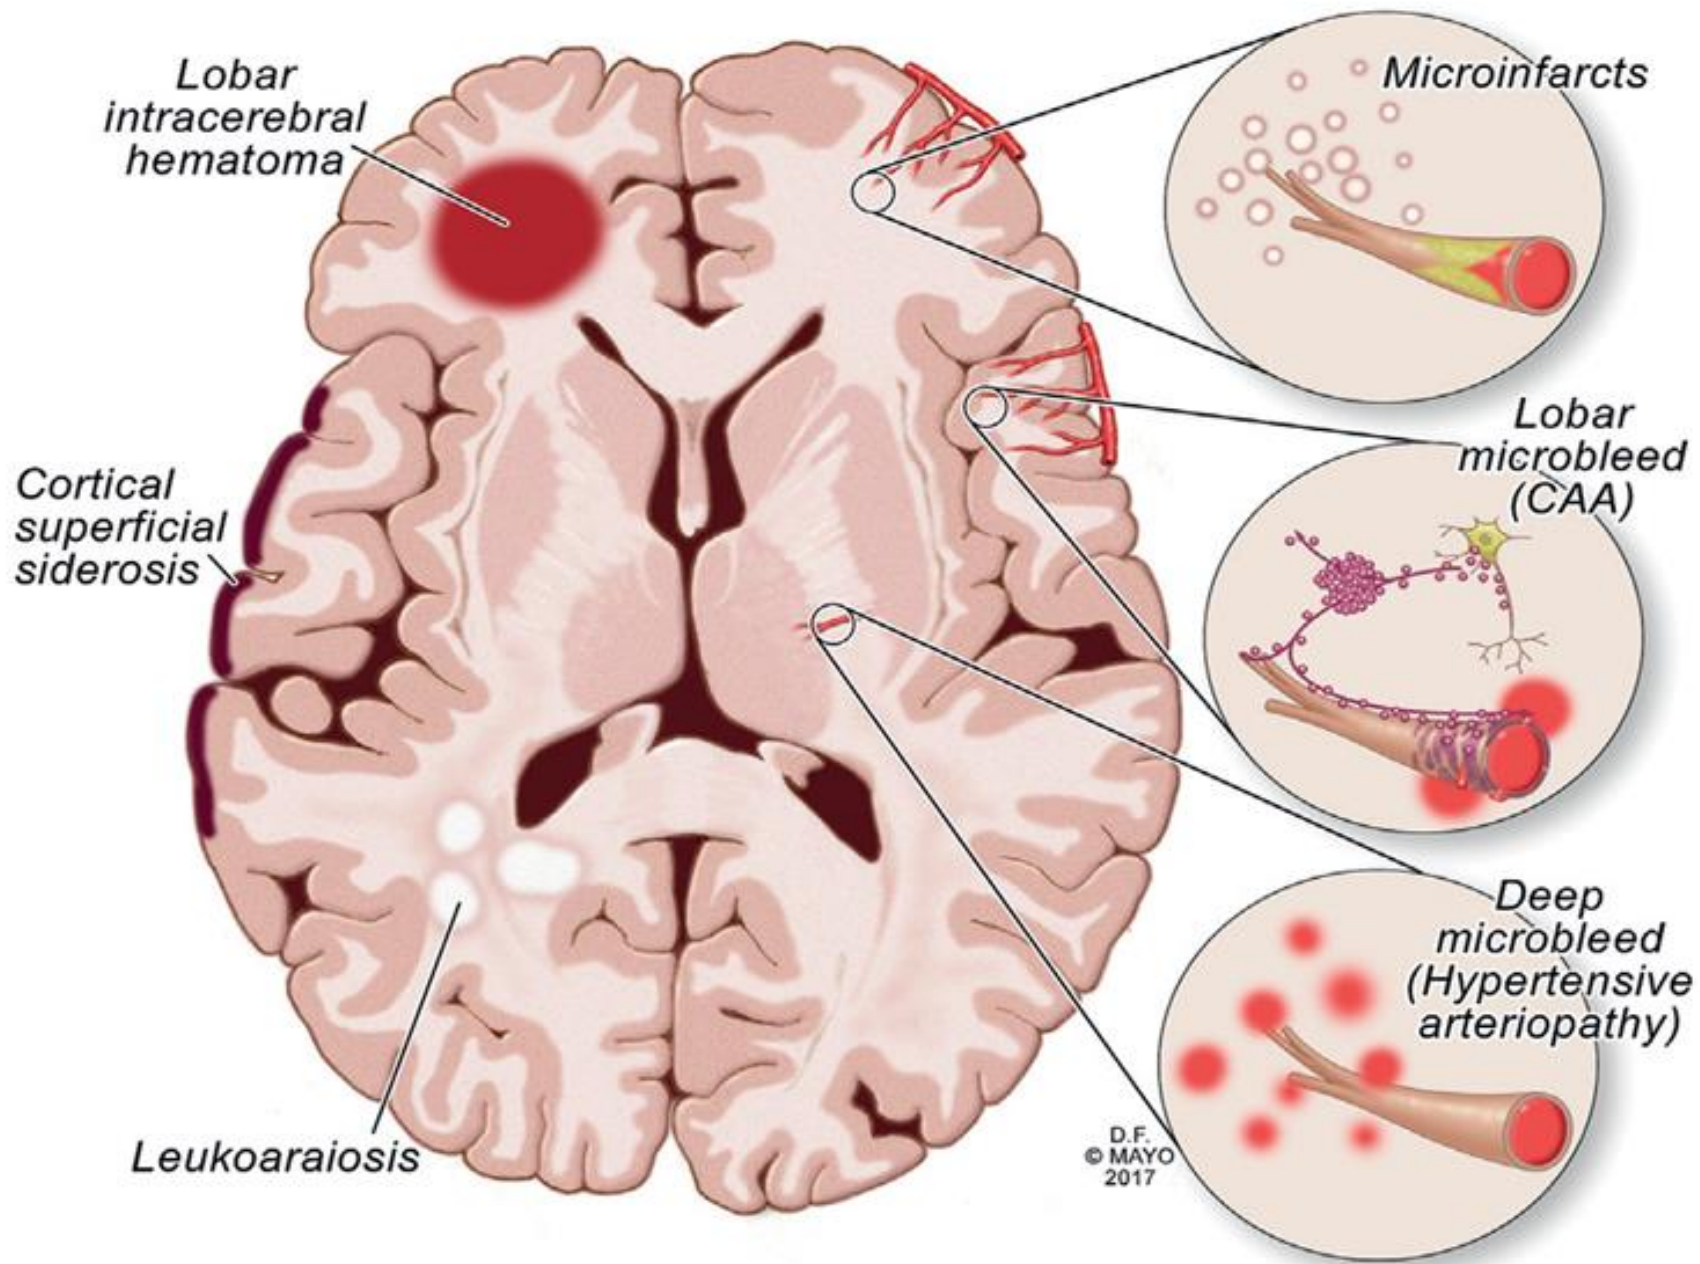 Lobar
intracerebral
hematoma
Microinfarcts
Lobar
microbleed
(CAA)
Cortical
superficial
siderosis
Deep
microbleed
(Hypertensive
arteriopathy)
Leukoaraiosis
D.F.
© MAYO
2017